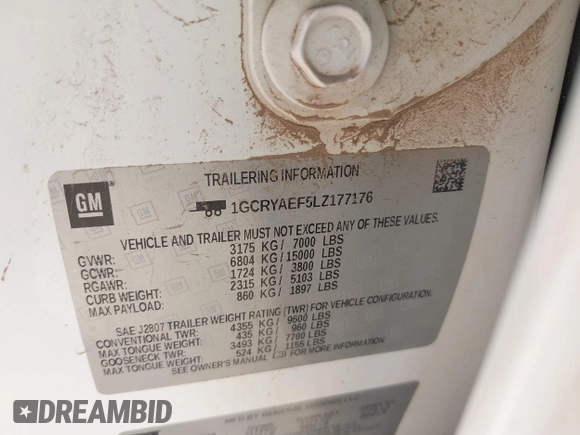 TRAILERING INFORMATION
GM
1GCRYAEF5LZ177176
VEHICLE AND TRAILER MUST NOT EXCEED ANY OF THESE VALUES.
GVWR: 3175 KG/ 7000 LBS
GCWR: 6804 KG/ 15000 LBS
RGAWR: 1724 KG/ 3800 LBS
CURB WEIGHT: 2315 KG/ 5103 LBS
MAX PAYLOAD: 860 KG/ 1897 LBS
SAE J2807 TRAILER WEIGHT RATING (TWR) FOR VEHICLE CONFIGURATION.
CONVENTIONAL TWR: 4355 KG/ 9600 LBS
MAX TONGUE WEIGHT: 435 KG/ 960 LBS
GOOSENECK TWR: 3493 KG/ 7700 LBS
MAX TONGUE WEIGHT: 524 KG/ 1155 LBS
SEE OWNER'S MANUAL FOR MORE INFORMATION
DREAMBID